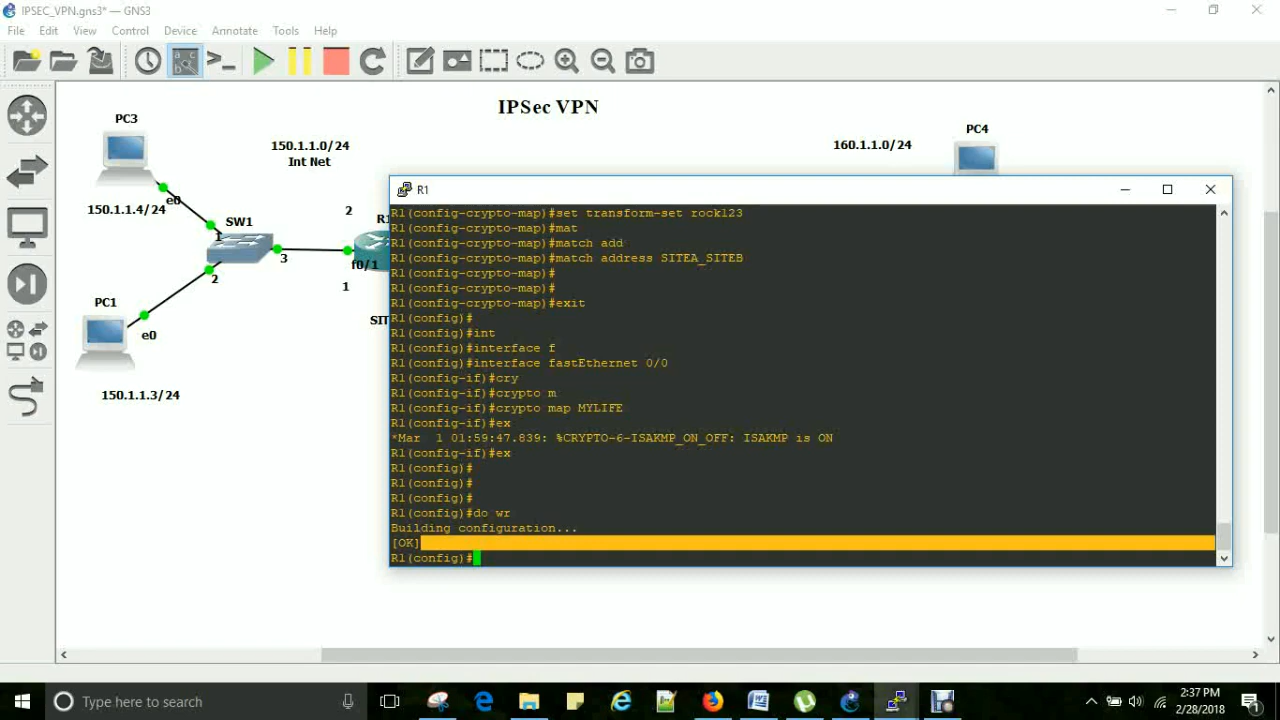 IPSEC_VPN.gns3* — GNS3
File Edit View Control Device Annotate Tools Help
IPSec VPN
PC3
150.1.1.0/24
Int Net
160.1.1.0/24
PC4
e0
150.1.1.4/24
SW1
1
2
3
2
R1
f0/1
1
PC1
e0
SIT
150.1.1.3/24
R1
R1(config-crypto-map)#set transform-set rock123
R1(config-crypto-map)#mat
R1(config-crypto-map)#match add
R1(config-crypto-map)#match address SITEA_SITEB
R1(config-crypto-map)#
R1(config-crypto-map)#
R1(config-crypto-map)#exit
R1(config)#
R1(config)#int
R1(config)#interface f
R1(config)#interface fastEthernet 0/0
R1(config-if)#cry
R1(config-if)#crypto m
R1(config-if)#crypto map MYLIFE
R1(config-if)#ex
*Mar  1 01:59:47.839: %CRYPTO-6-ISAKMP_ON_OFF: ISAKMP is ON
R1(config-if)#ex
R1(config)#
R1(config)#
R1(config)#
R1(config)#do wr
Building configuration...
[OK]
R1(config)#
Type here to search
2:37 PM
2/28/2018
1